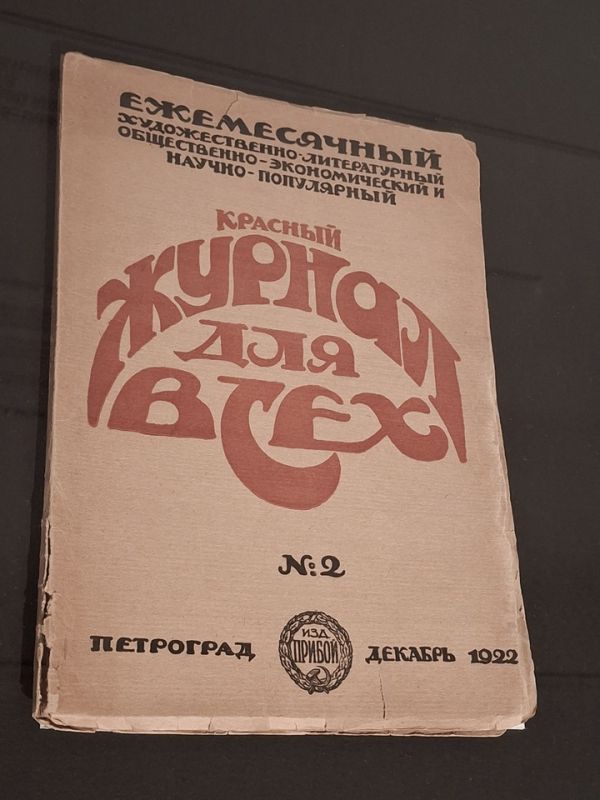 ЕЖЕМЕСЯЧНЫЙ
ХУДОЖЕСТВЕННО-ЛИТЕРАТУРНЫЙ
ОБЩЕСТВЕННО-ЭКОНОМИЧЕСКИЙ И
НАУЧНО-ПОПУЛЯРНЫЙ
КРАСНЫЙ
ЖУРНАЛ
ДЛЯ
ВСЕХ
№:2
ПЕТРОГРАД
ИЗД.
ПРИБОЙ
ДЕКАБРЬ 1922